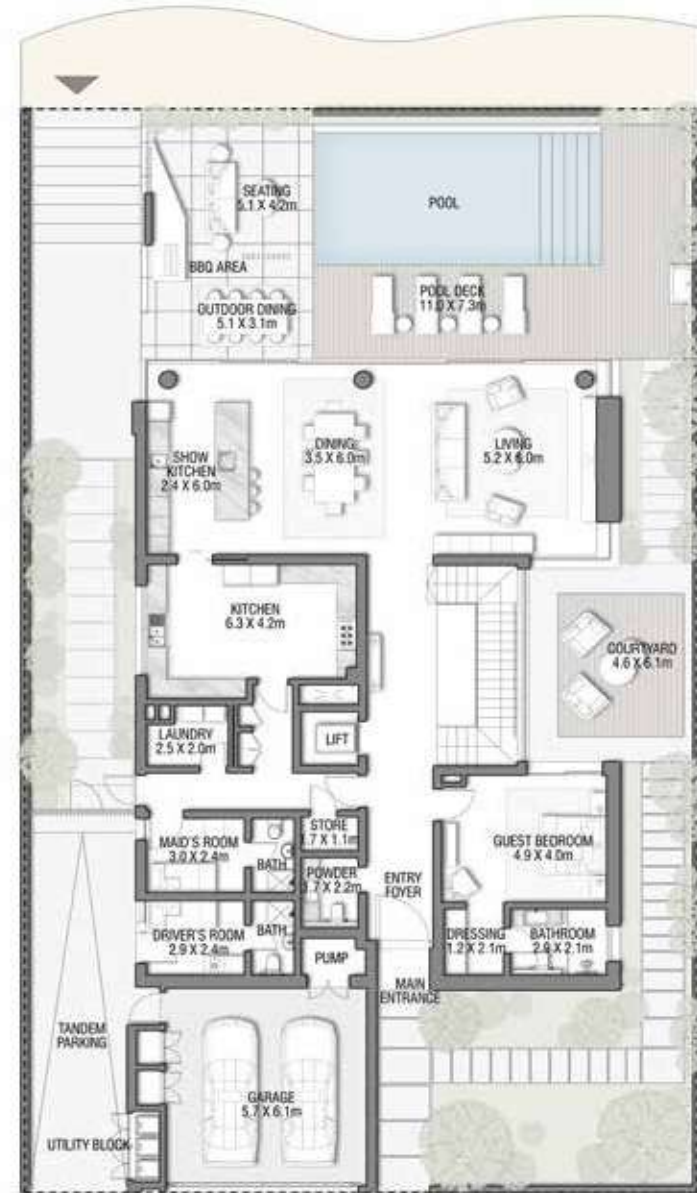 SEATING
5.1 X 4.2m
POOL
BBQ AREA
POOL DECK
11.0 X 7.3m
OUTDOOR DINING
5.1 X 3.1m
SHOW
KITCHEN
2.4 X 6.0m
DINING
3.5 X 6.0m
LIVING
5.2 X 6.0m
KITCHEN
6.3 X 4.2m
COURTYARD
4.6 X 6.1m
LAUNDRY
2.5 X 2.0m
LIFT
MAID'S ROOM
3.0 X 2.4m
BATH
STORE
1.7 X 1.1m
GUEST BEDROOM
4.9 X 4.0m
POWDER
1.7 X 2.2m
ENTRY
FOYER
DRIVER'S ROOM
2.9 X 2.4m
BATH
DRESSING
1.2 X 2.1m
BATHROOM
2.9 X 2.1m
PUMP
MAIN
ENTRANCE
TANDEM
PARKING
GARAGE
5.7 X 6.1m
UTILITY BLOCK